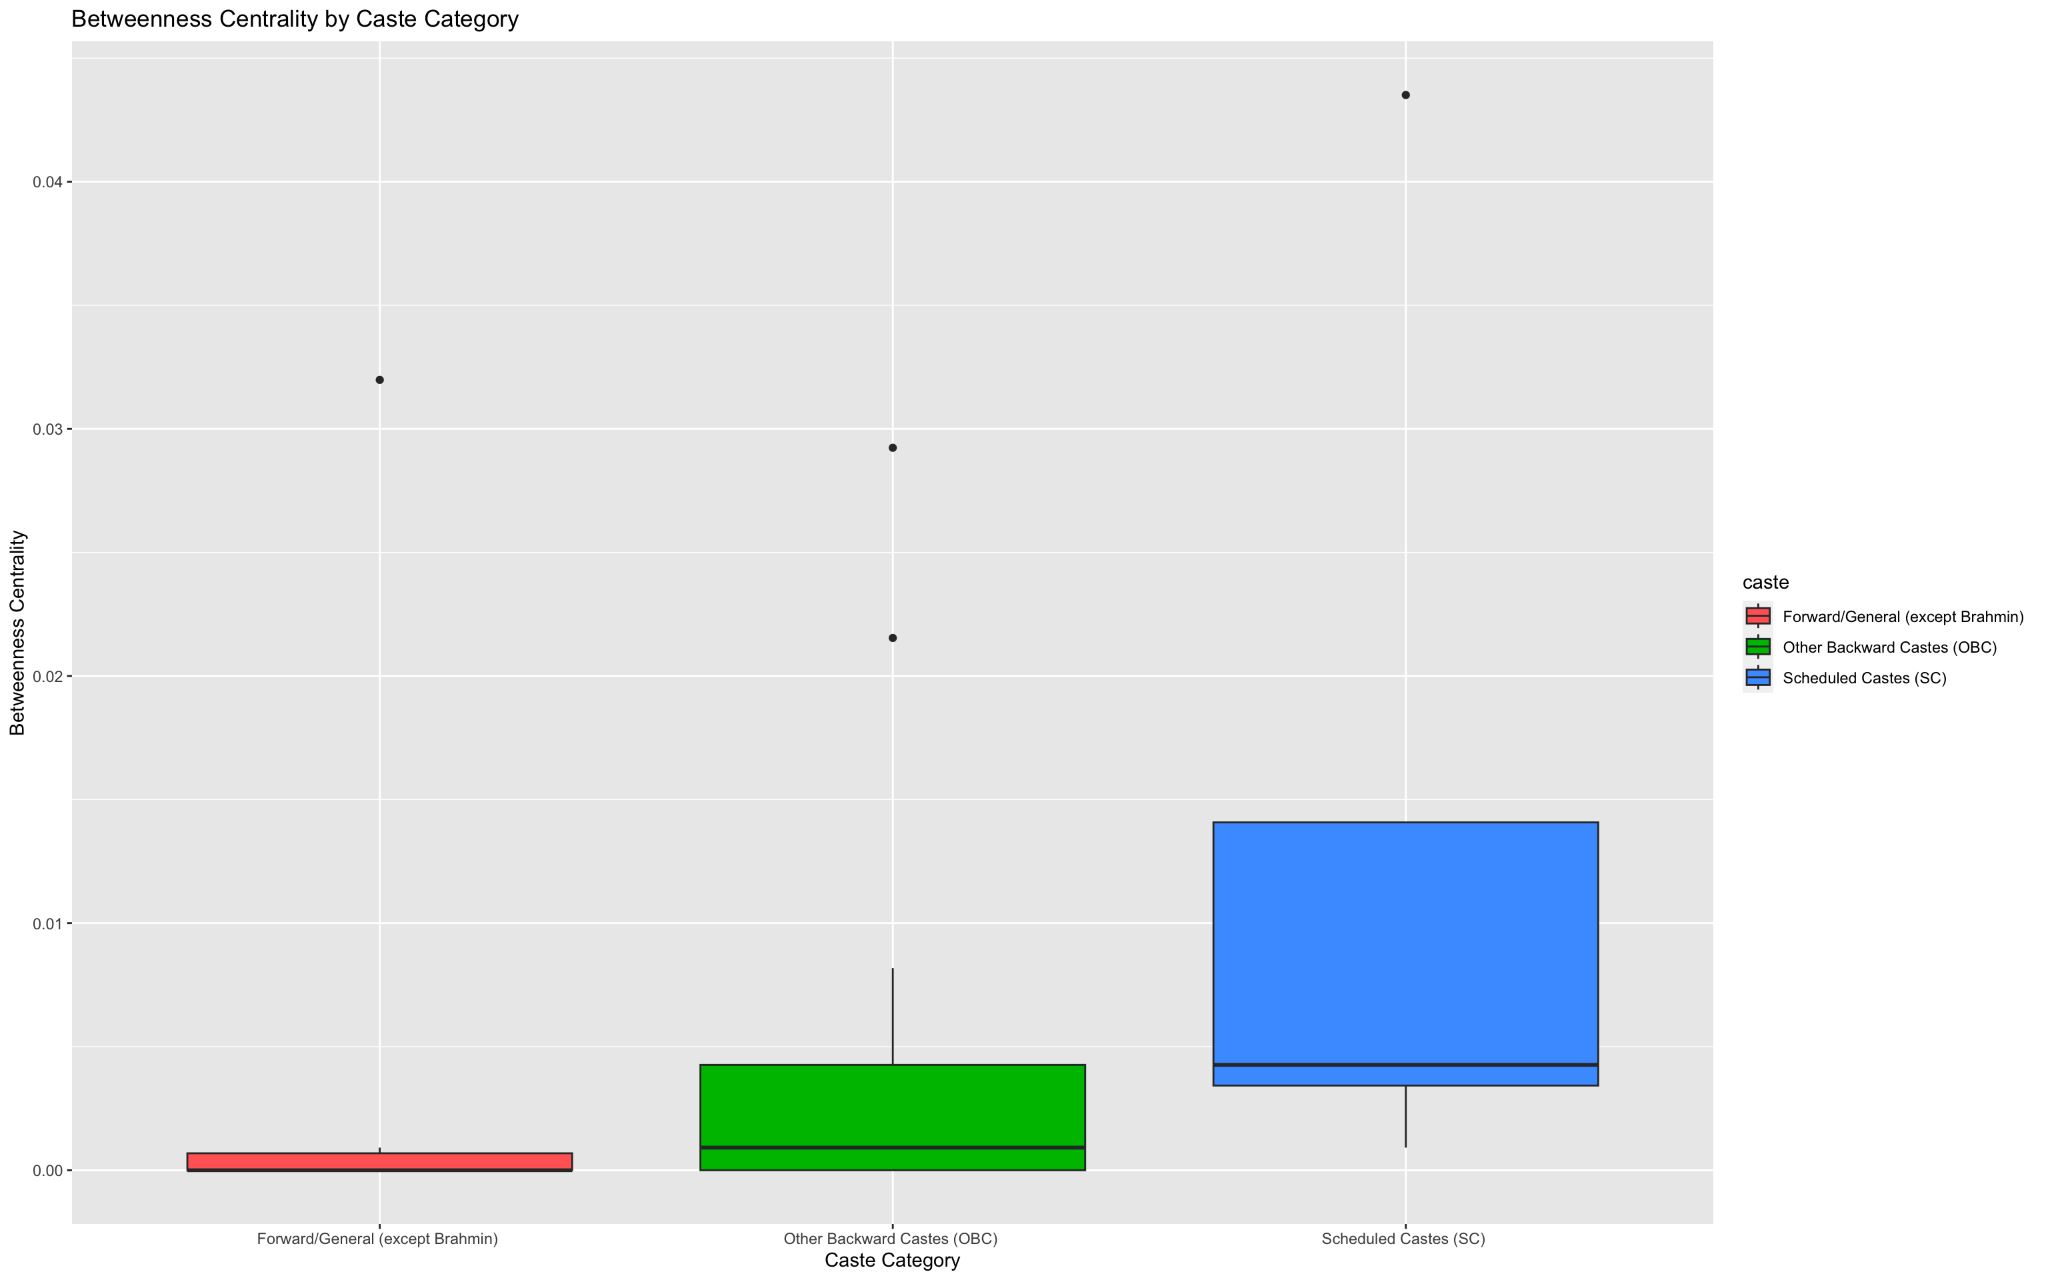 Betweenness Centrality by Caste Category
Betweenness Centrality
0.04
0.03
0.02
0.01
0.00
Forward/General (except Brahmin)
Other Backward Castes (OBC)
Scheduled Castes (SC)
Caste Category
caste
Forward/General (except Brahmin)
Other Backward Castes (OBC)
Scheduled Castes (SC)